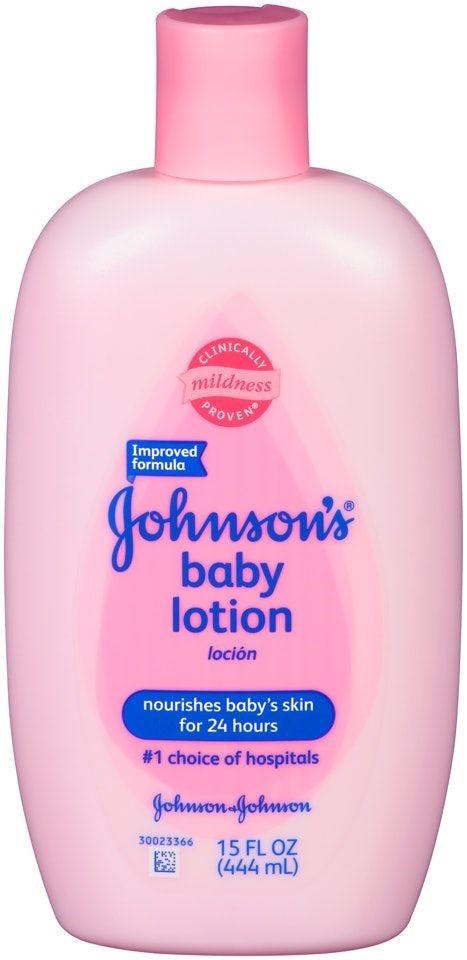 CLINICALLY
mildness
PROVEN®
Improved
formula
Johnson's®
baby
lotion
loción
nourishes baby's skin
for 24 hours
#1 choice of hospitals
Johnson & Johnson
30023366
15 FL OZ
(444 mL)